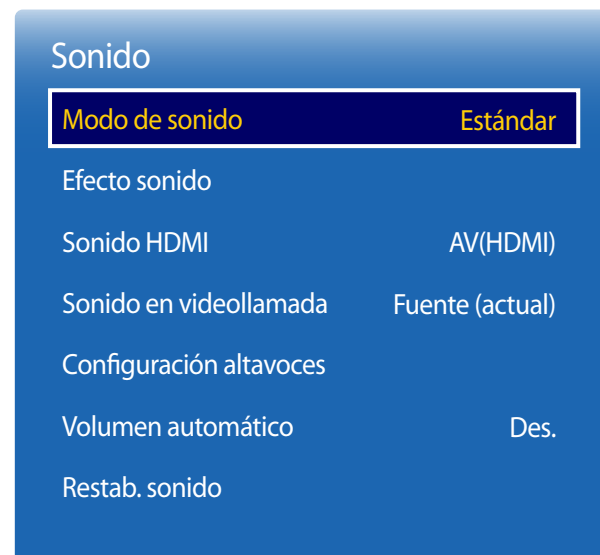 Sonido
Modo de sonido Estándar
Efecto sonido
Sonido HDMI AV(HDMI)
Sonido en videollamada Fuente (actual)
Configuración altavoces
Volumen automático Des.
Restab. sonido